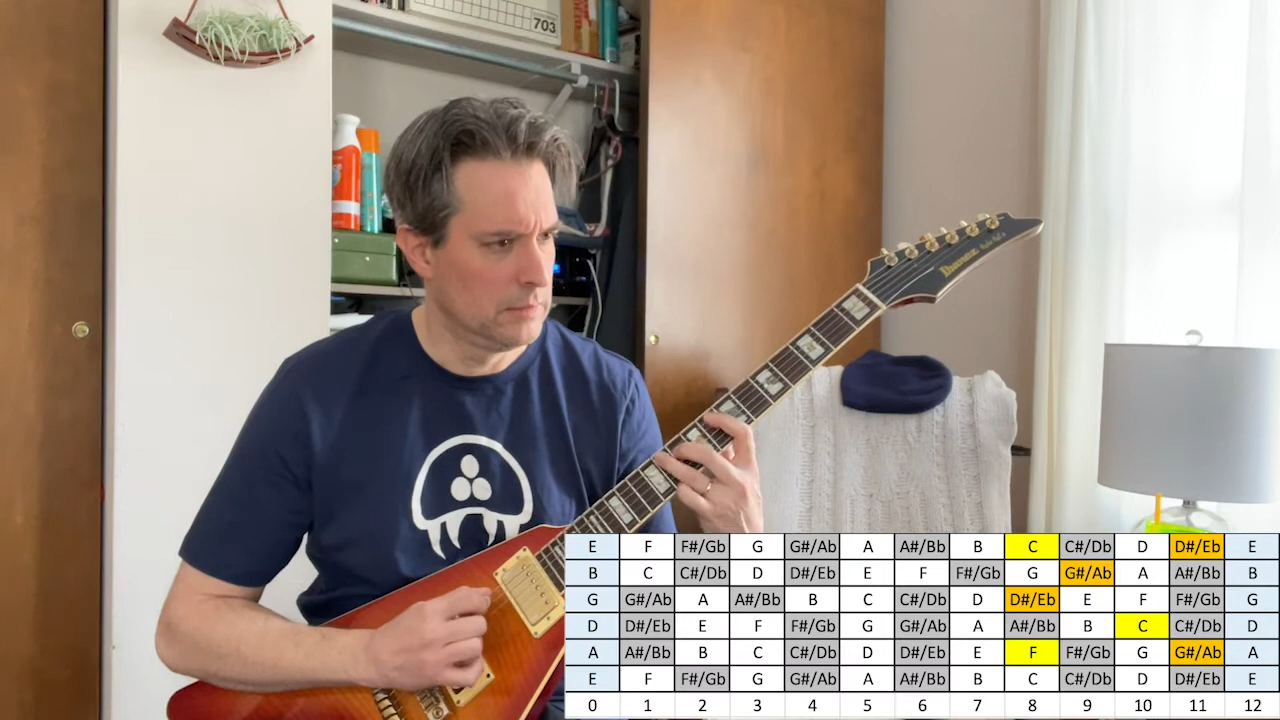 703
Ibanez
E F F#/Gb G G#/Ab A A#/Bb B C C#/Db D D#/Eb E
B C C#/Db D D#/Eb E F F#/Gb G G#/Ab A A#/Bb B
G G#/Ab A A#/Bb B C C#/Db D D#/Eb E F F#/Gb G
D D#/Eb E F F#/Gb G G#/Ab A A#/Bb B C C#/Db D
A A#/Bb B C C#/Db D D#/Eb E F F#/Gb G G#/Ab A
E F F#/Gb G G#/Ab A A#/Bb B C C#/Db D D#/Eb E
0 1 2 3 4 5 6 7 8 9 10 11 12